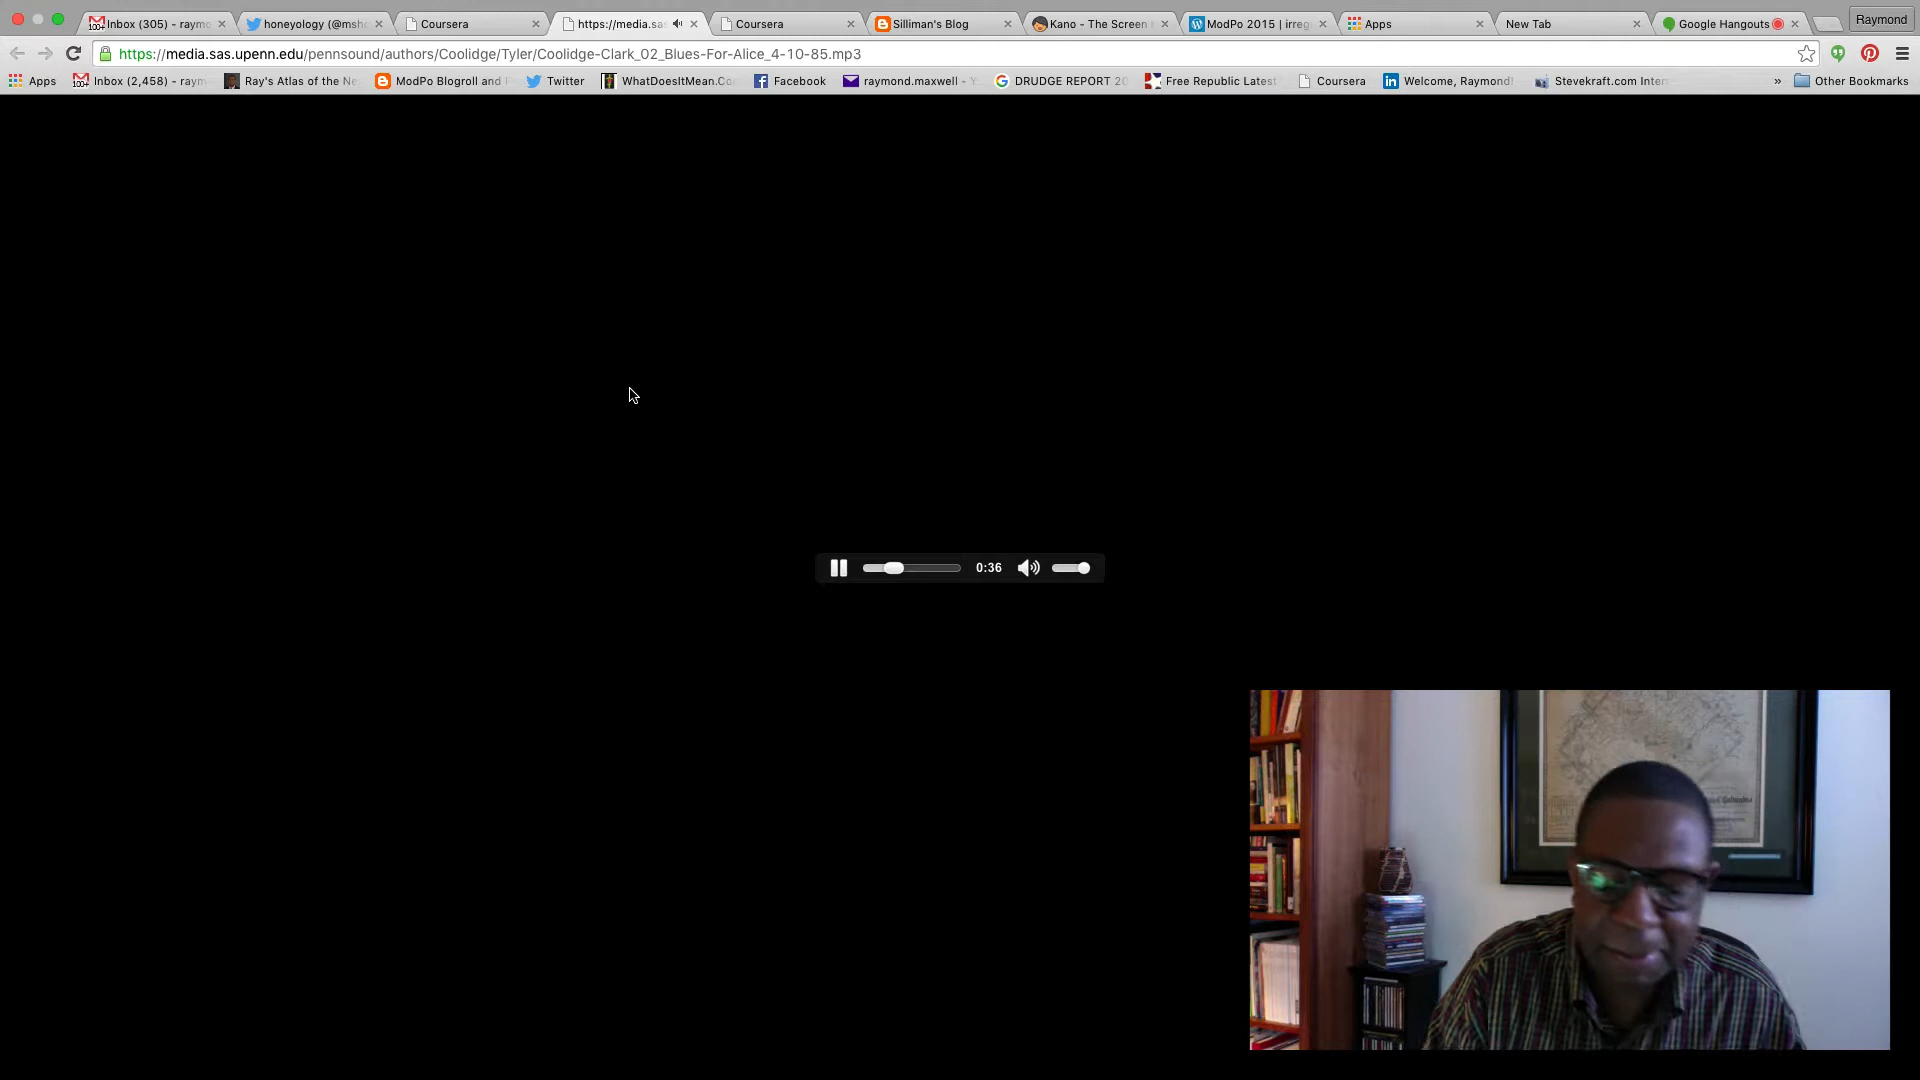 Inbox (305) - raymo
honeyology (@msho
Coursera
https://media.sas
Coursera
Silliman's Blog
Kano - The Screen
ModPo 2015 | irreg
Apps
New Tab
Google Hangouts
Raymond
https://media.sas.upenn.edu/pennsound/authors/Coolidge/Tyler/Coolidge-Clark_02_Blues-For-Alice_4-10-85.mp3
Apps
Inbox (2,458) - raym
Ray's Atlas of the Ne
ModPo Blogroll and
Twitter
WhatDoesItMean.Co
Facebook
raymond.maxwell - Y
DRUDGE REPORT 20
Free Republic Latest
Coursera
Welcome, Raymond!
Stevekraft.com Inter
»
Other Bookmarks
0:36